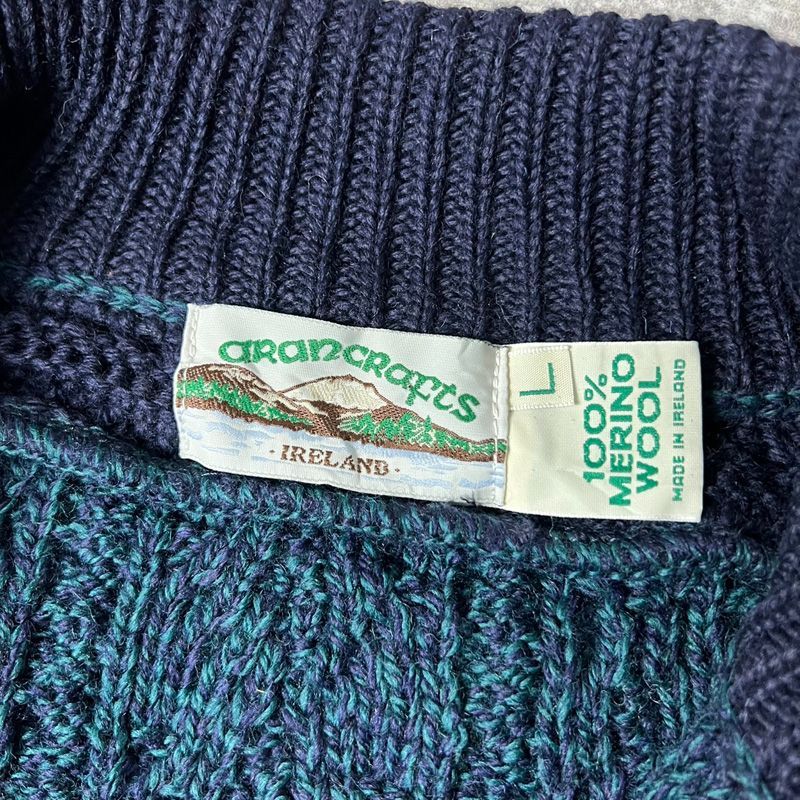 arancrafts
· IRELAND ·
L
100%
MERINO
WOOL
MADE IN IRELAND